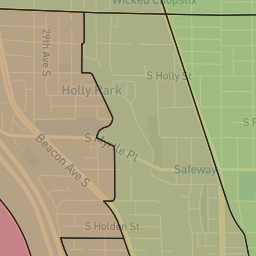 Wicked Chopstix
29th Ave S
S Holly St
Holly Park
S Myrtle Pl
Beacon Ave S
Safeway
S Holden St